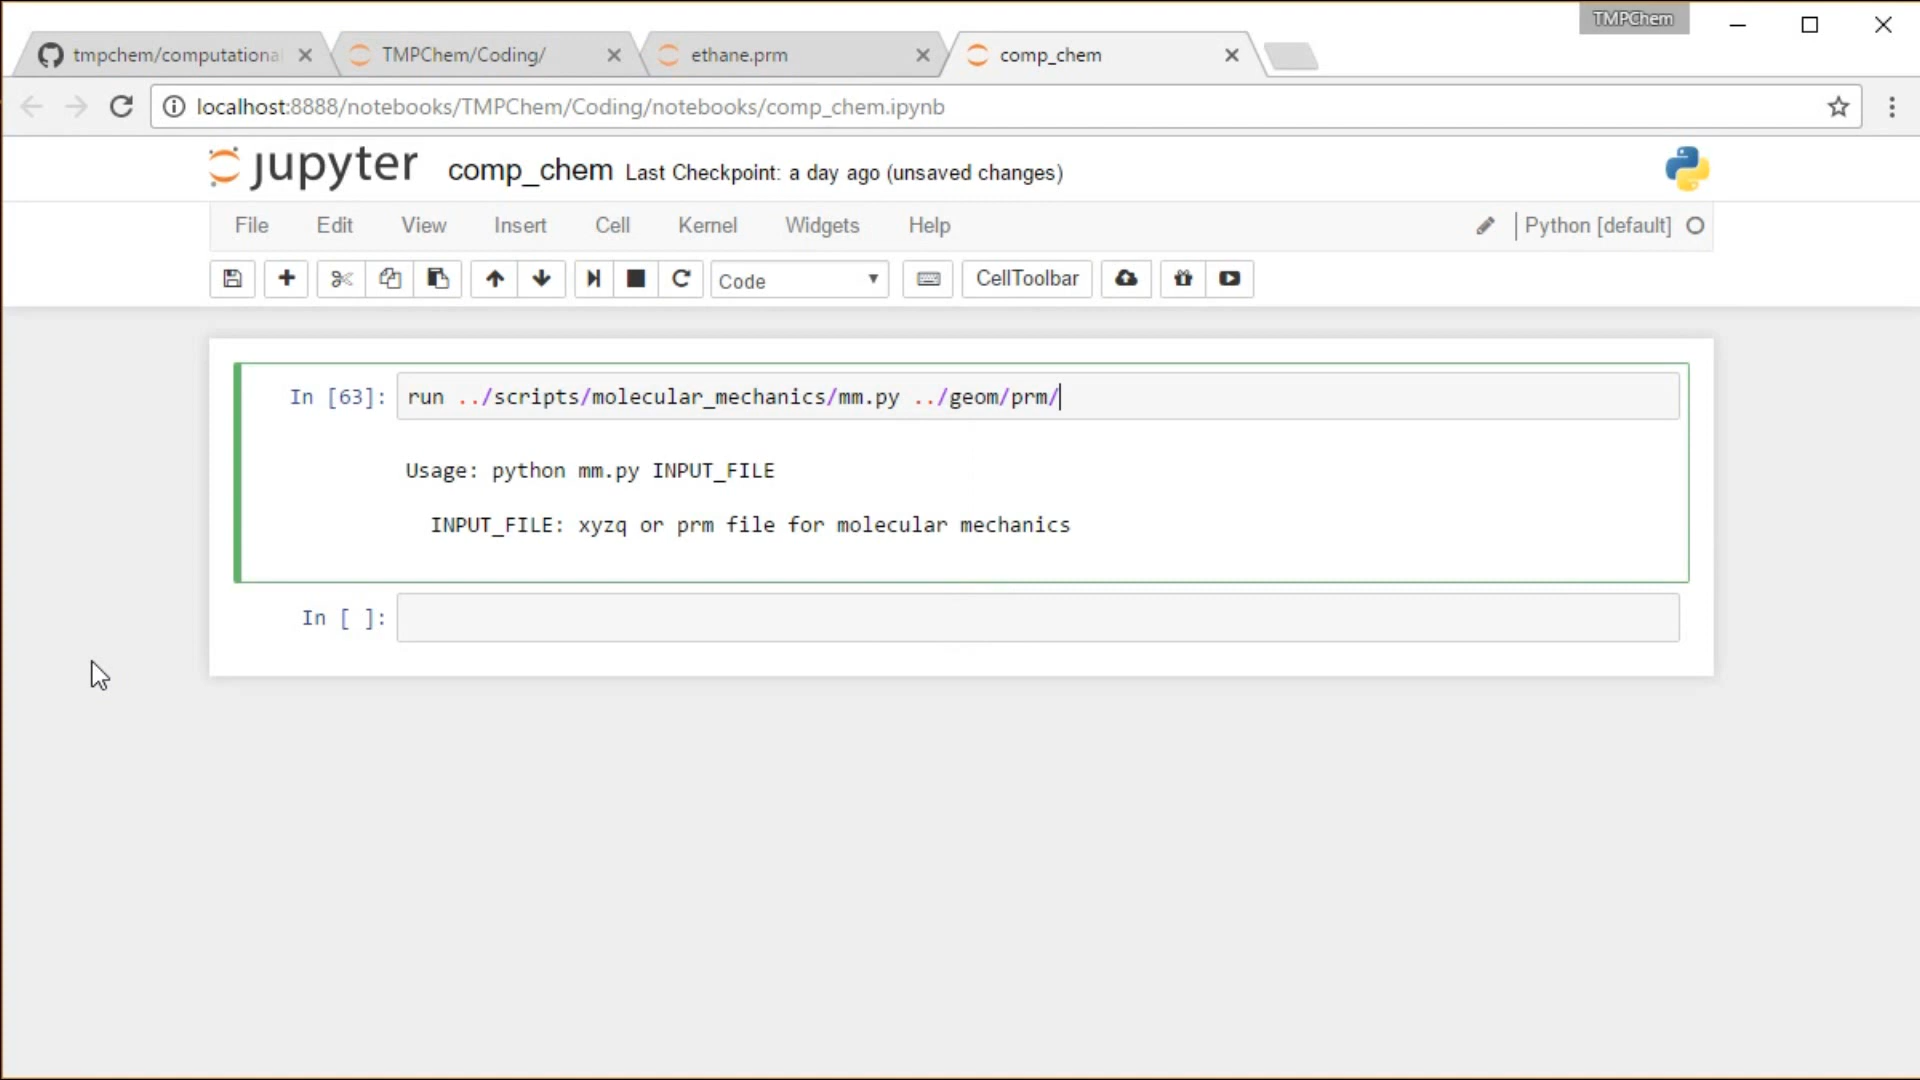 TMPChem
tmpchem/computational
TMPChem/Coding/
ethane.prm
comp_chem
localhost:8888/notebooks/TMPChem/Coding/notebooks/comp_chem.ipynb
jupyter comp_chem Last Checkpoint: a day ago (unsaved changes)
File Edit View Insert Cell Kernel Widgets Help Python [default]
Code CellToolbar
In [63]: run ../scripts/molecular_mechanics/mm.py ../geom/prm/
Usage: python mm.py INPUT_FILE
INPUT_FILE: xyzq or prm file for molecular mechanics
In [ ]: